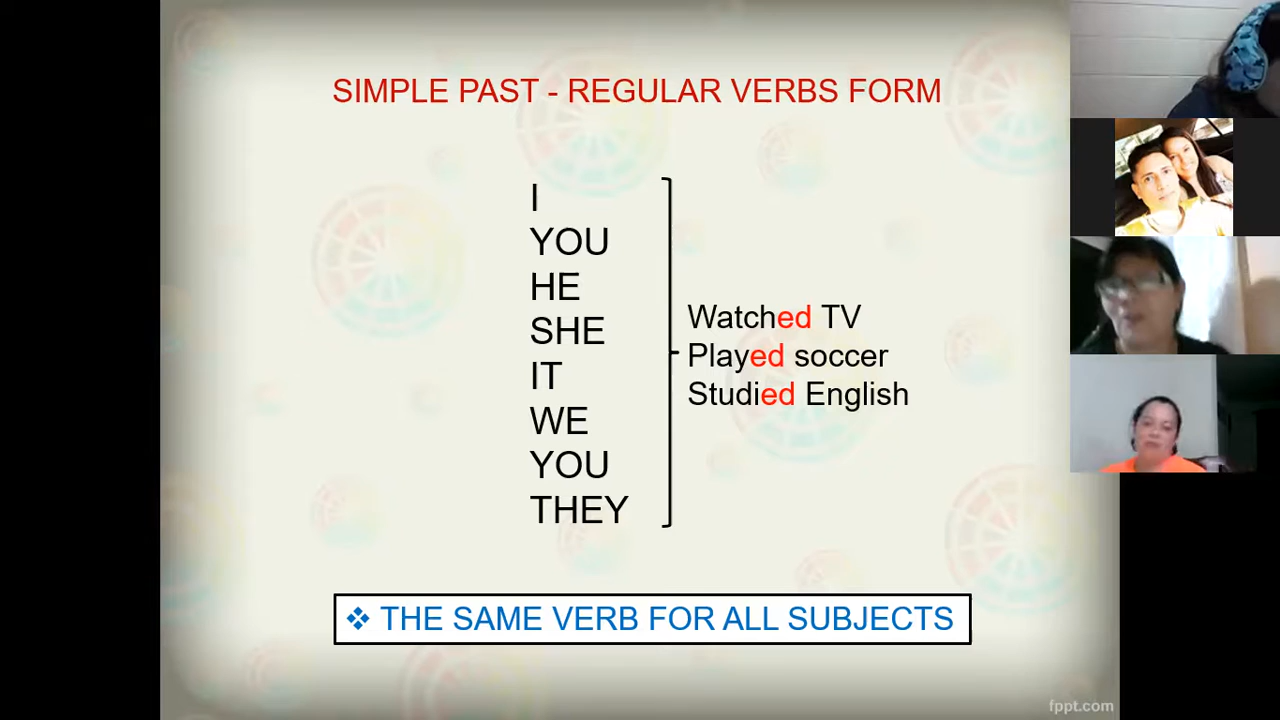 SIMPLE PAST - REGULAR VERBS FORM
I
YOU
HE
SHE
IT
WE
YOU
THEY
Watched TV
Played soccer
Studied English
❖ THE SAME VERB FOR ALL SUBJECTS
fppt.com